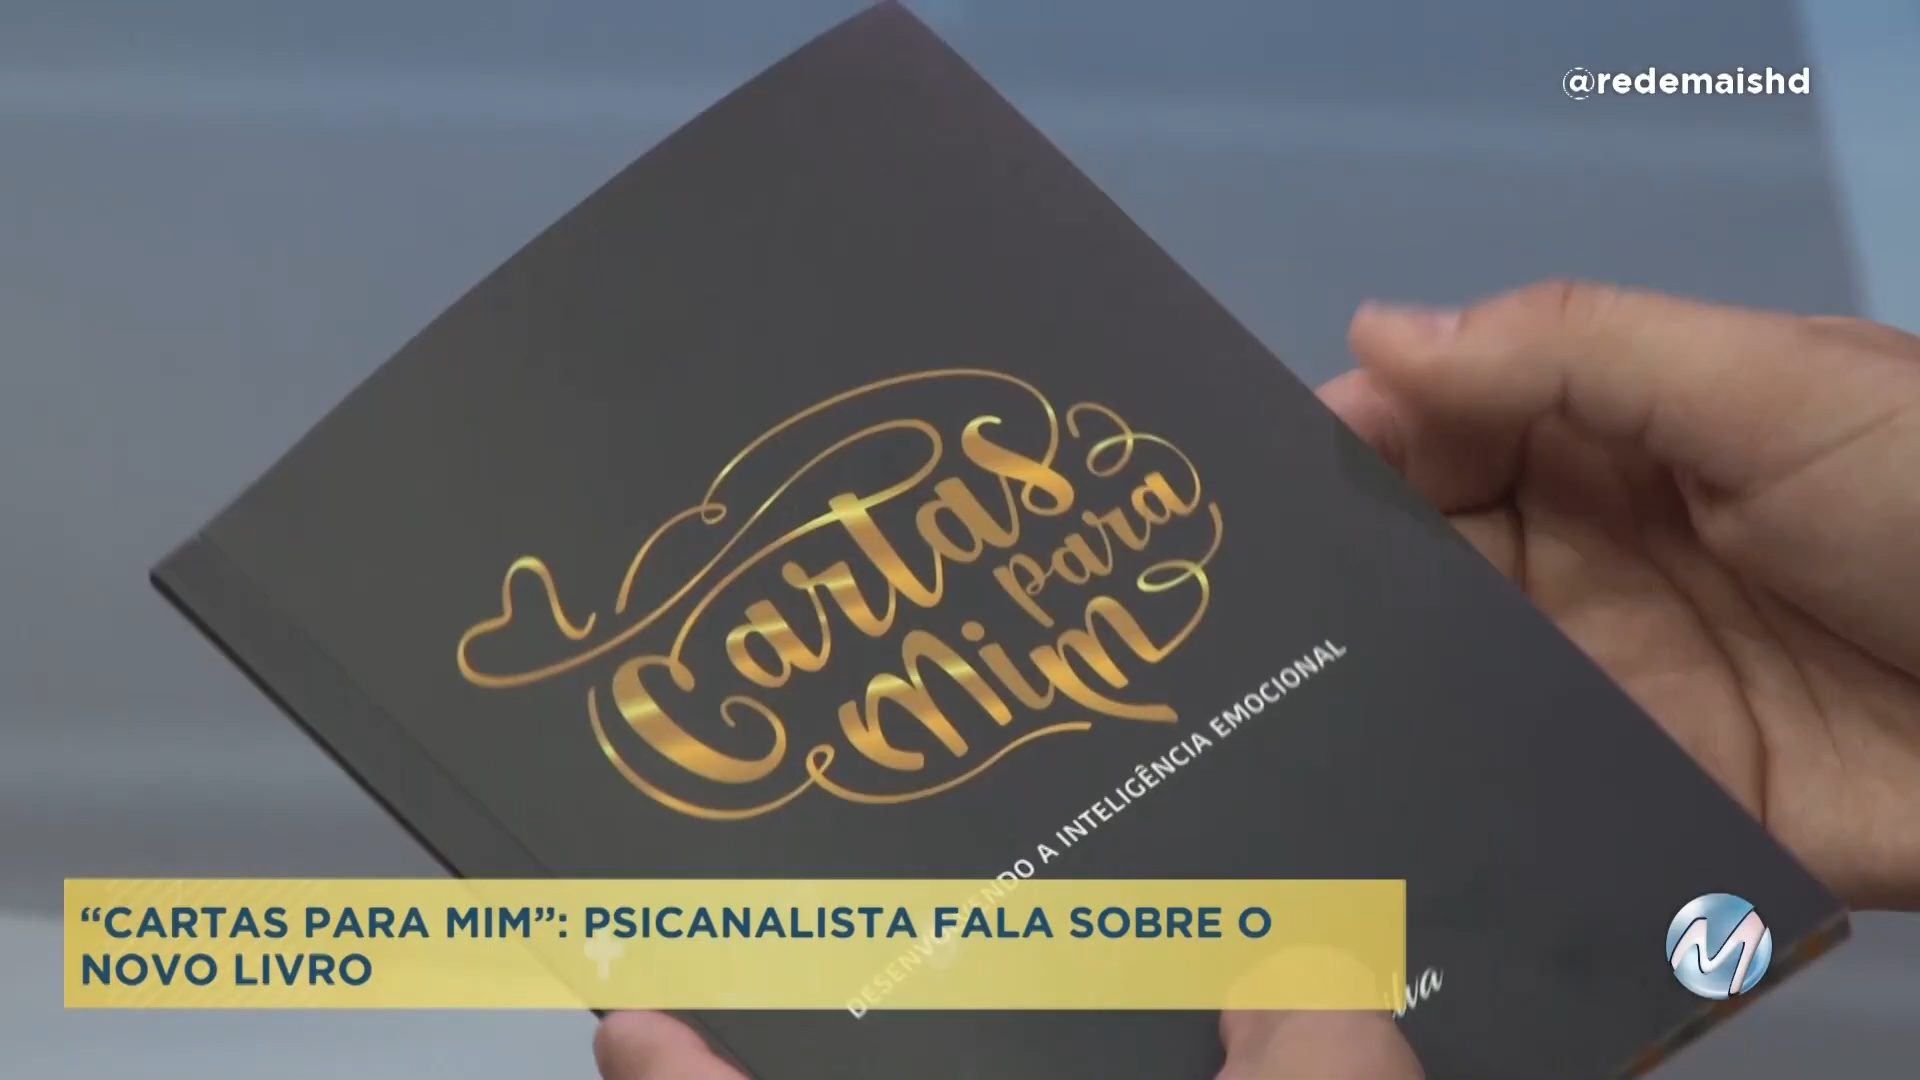 @redemaishd
Cartas
para
Mim
DESENVOLVENDO A INTELIGÊNCIA EMOCIONAL
“CARTAS PARA MIM”: PSICANALISTA FALA SOBRE O
NOVO LIVRO
M